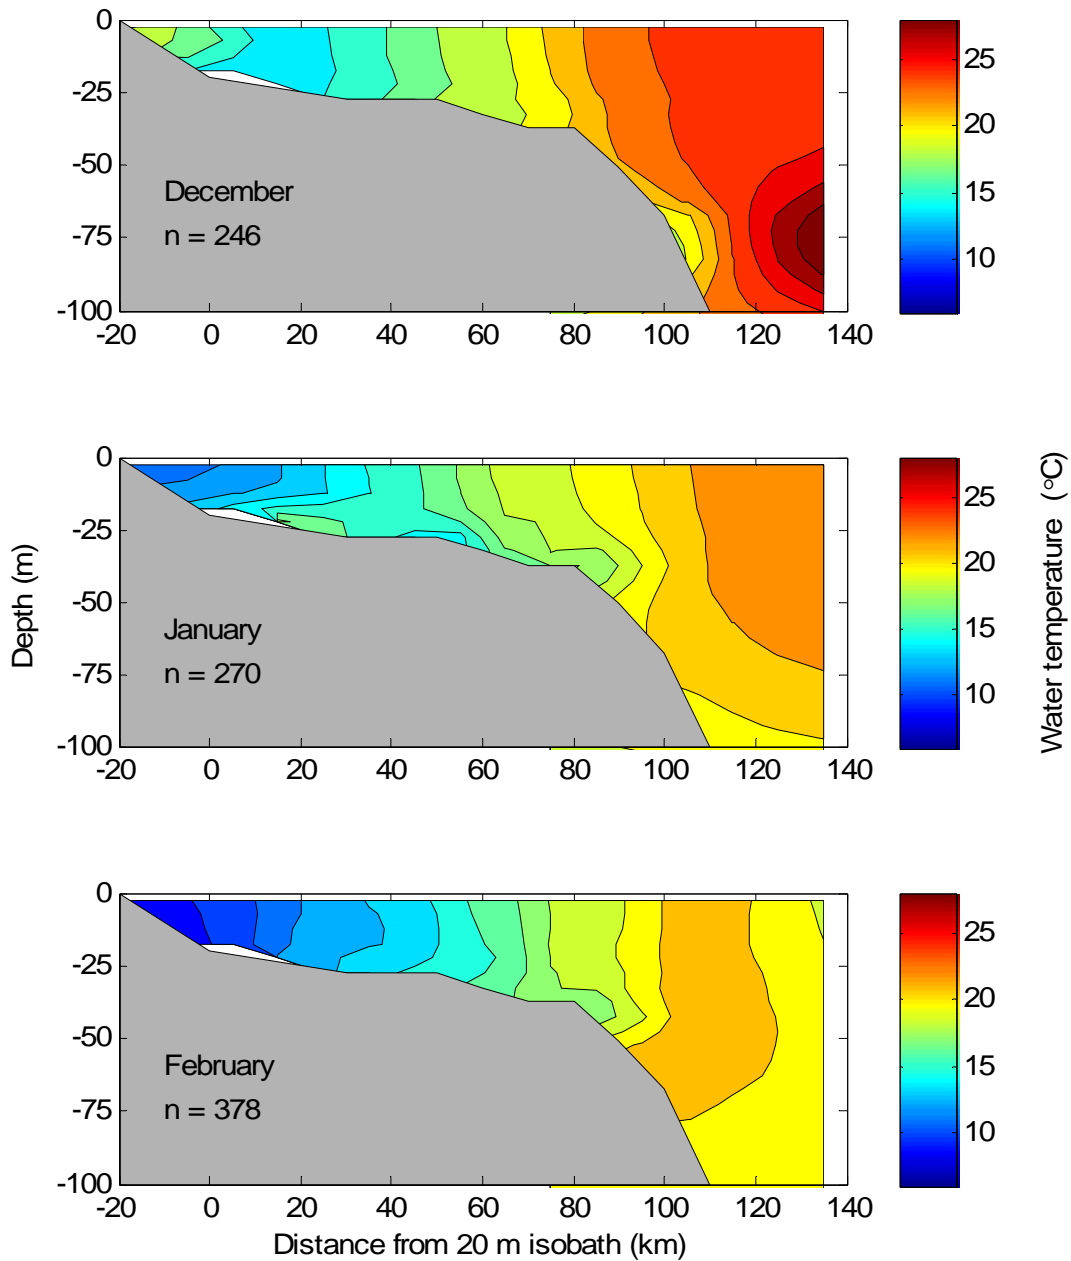 0
-25
-50
-75
-100
December
n = 246
-20 0 20 40 60 80 100 120 140
25
20
15
10
0
-25
-50
-75
-100
January
n = 270
-20 0 20 40 60 80 100 120 140
25
20
15
10
Depth (m)
Water temperature (°C)
0
-25
-50
-75
-100
February
n = 378
-20 0 20 40 60 80 100 120 140
25
20
15
10
Distance from 20 m isobath (km)